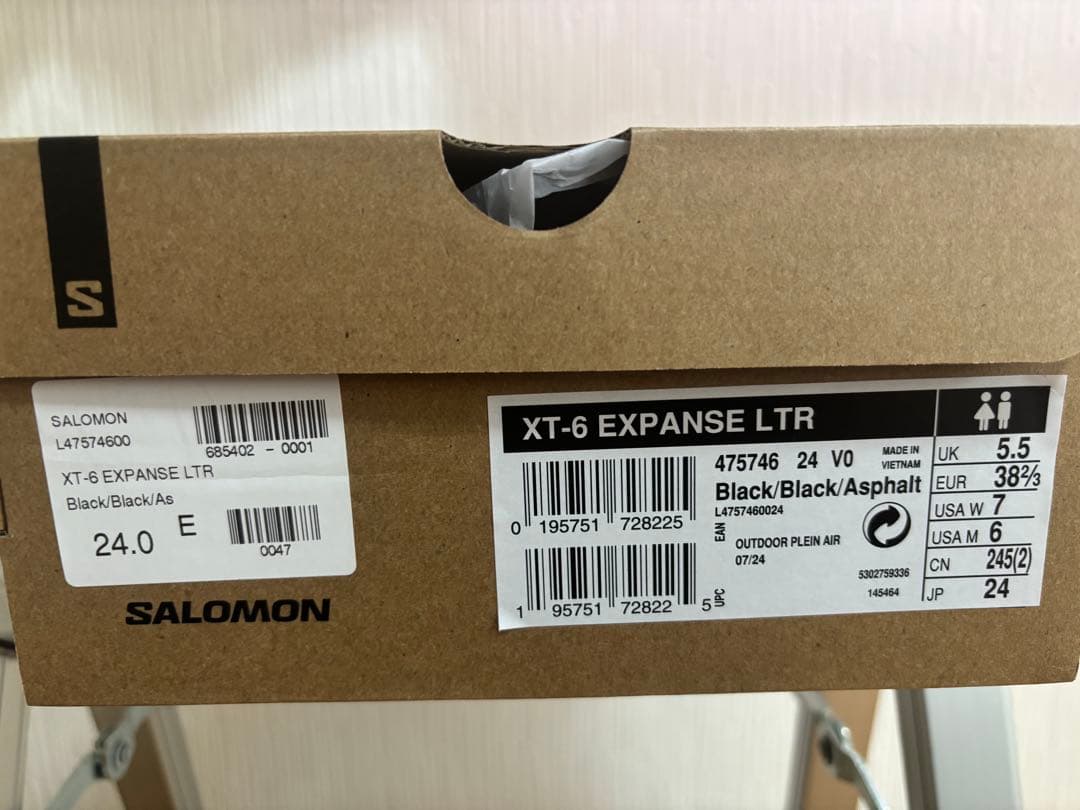 S
SALOMON
L47574600
685402 - 0001
XT-6 EXPANSE LTR
Black/Black/As
24.0 E
0047
SALOMON
XT-6 EXPANSE LTR
475746 24 V0
MADE IN
VIETNAM
Black/Black/Asphalt
L4757460024
0 195751 728225
EAN
OUTDOOR PLEIN AIR
07/24
5302759336
145464
1 95751 72822 5
UPC
UK 5.5
EUR 38⅔
USA W 7
USA M 6
CN 245(2)
JP 24